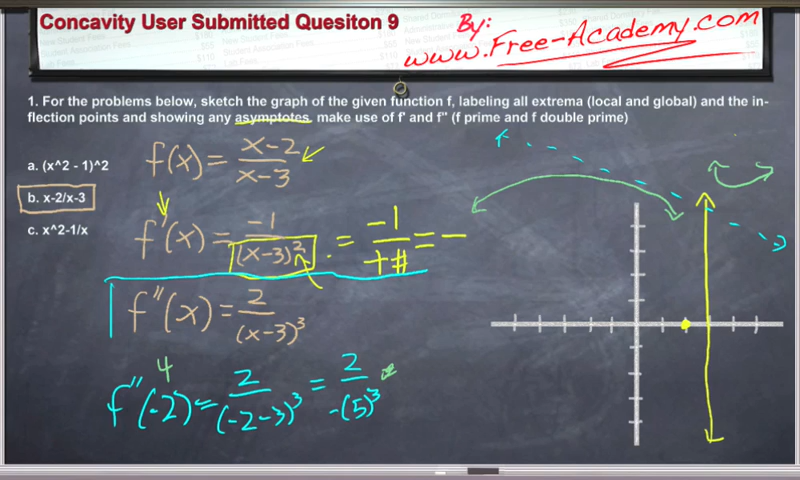 Concavity User Submitted Quesiton 9
By:
www.Free-Academy.com
1. For the problems below, sketch the graph of the given function f, labeling all extrema (local and global) and the in-
flection points and showing any asymptotes, make use of f' and f" (f prime and f double prime)
a. (x^2 - 1)^2
b. x-2/x-3
c. x^2-1/x
f(x) = x-2 / x-3
f'(x) = -1 / (x-3)^2 . = -1 / +# = -
f"(x) = 2 / (x-3)^3
4
f"(-2) = 2 / (-2-3)^3 = 2 / -(5)^3